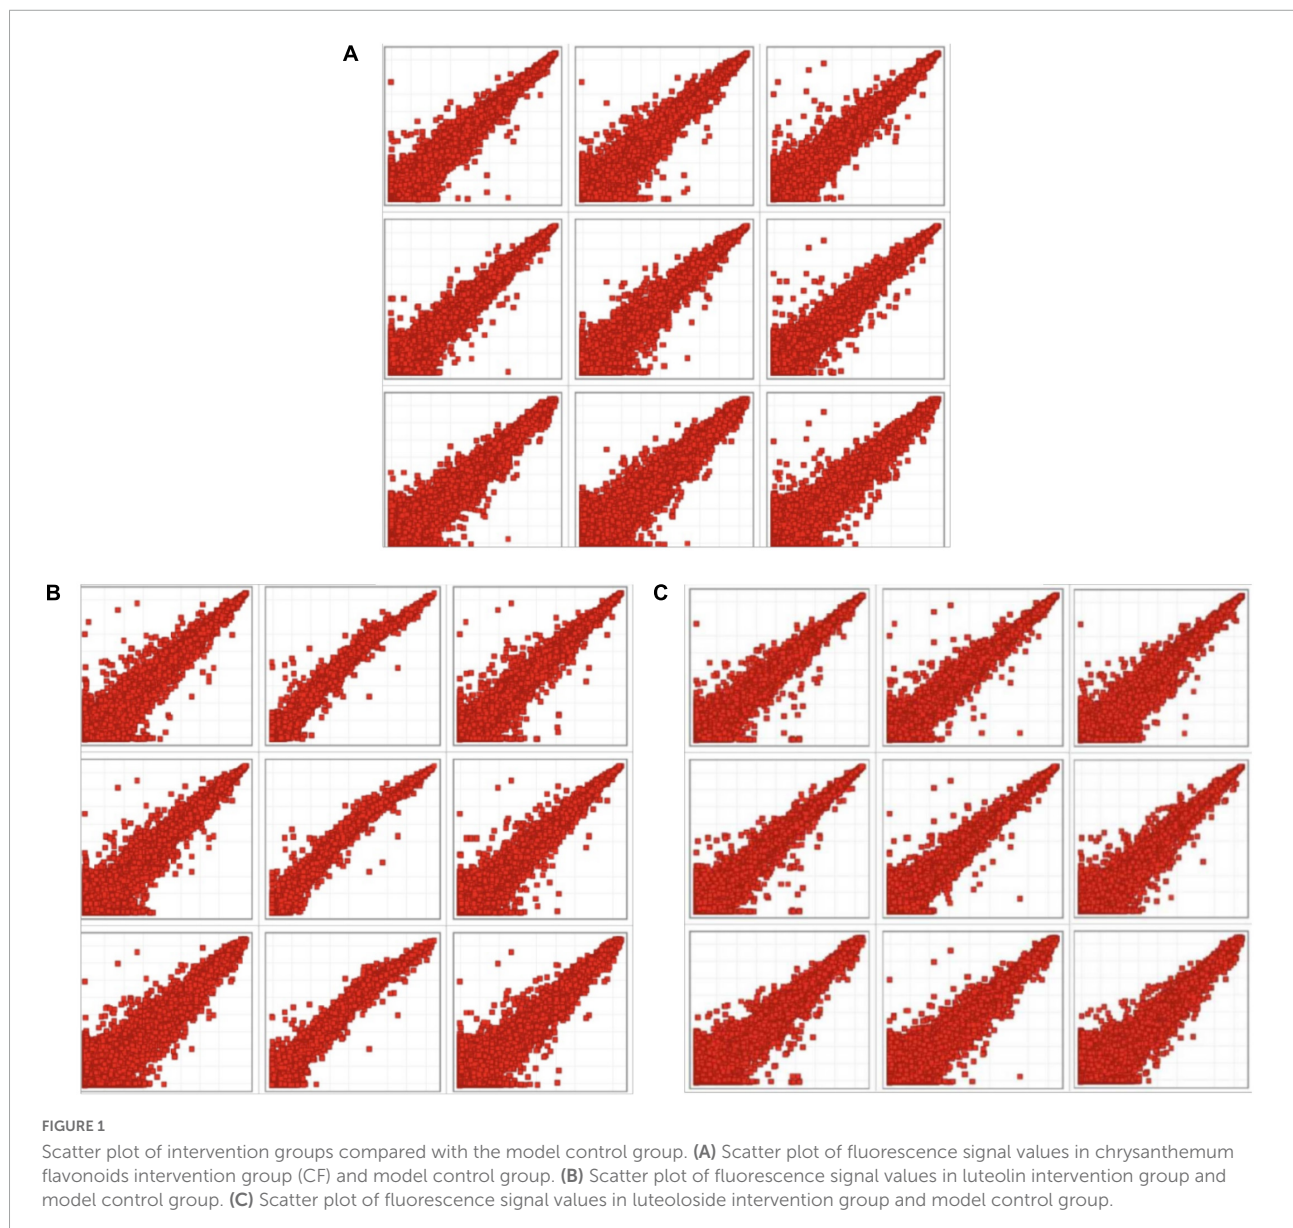 A
B
C
FIGURE 1
Scatter plot of intervention groups compared with the model control group. (A) Scatter plot of fluorescence signal values in chrysanthemum
flavonoids intervention group (CF) and model control group. (B) Scatter plot of fluorescence signal values in luteolin intervention group and
model control group. (C) Scatter plot of fluorescence signal values in luteoloside intervention group and model control group.